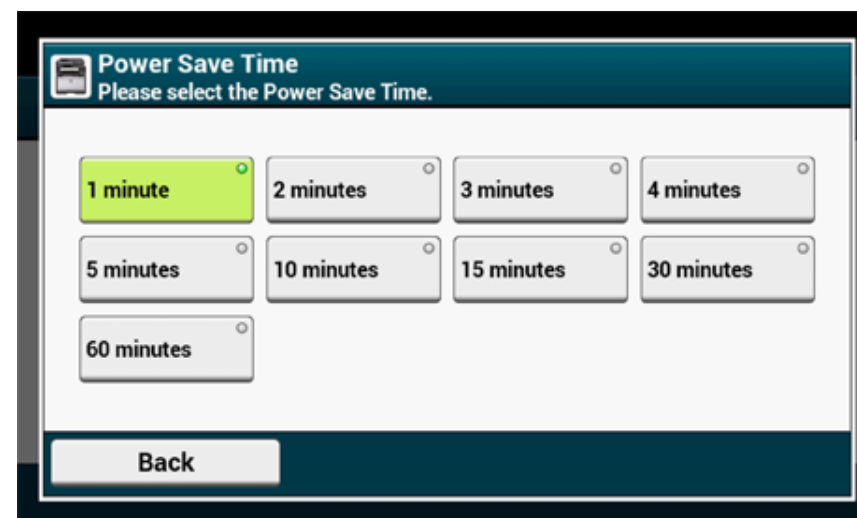 Power Save Time
Please select the Power Save Time.
1 minute
2 minutes
3 minutes
4 minutes
5 minutes
10 minutes
15 minutes
30 minutes
60 minutes
Back